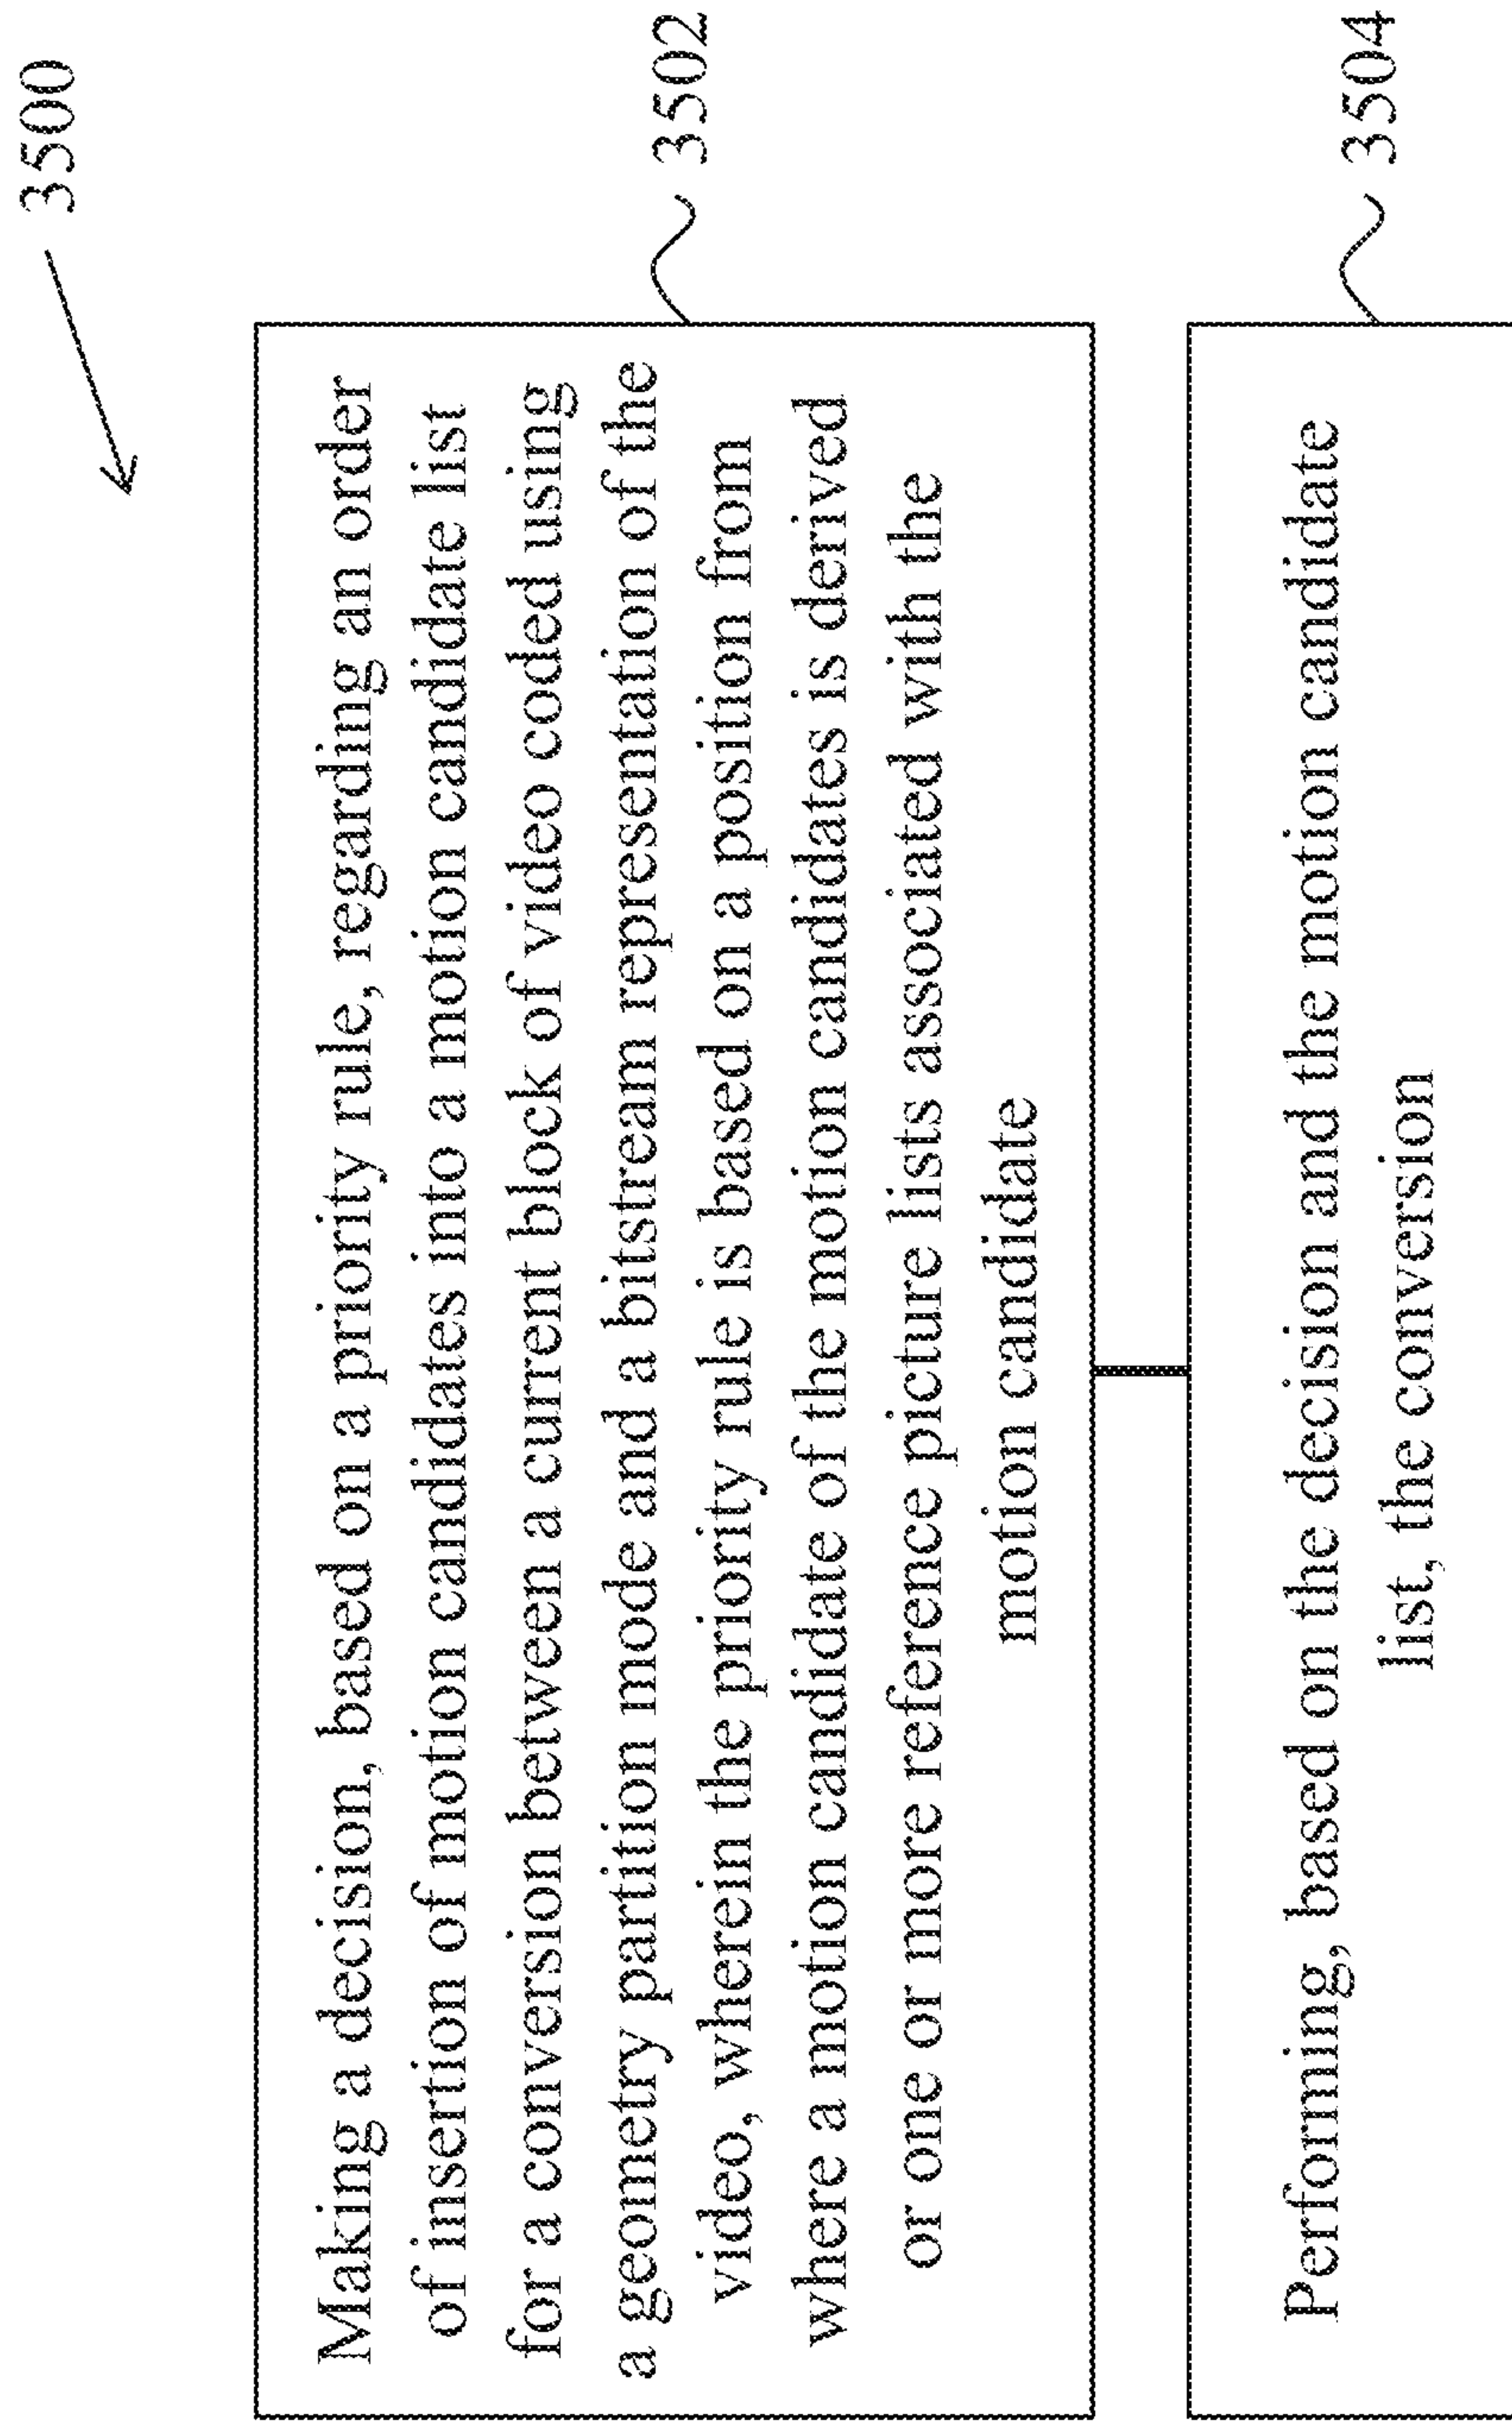 3500
Making a decision, based on a priority rule, regarding an order
of insertion of motion candidates into a motion candidate list
for a conversion between a current block of video coded using
a geometry partition mode and a bitstream representation of the
video, wherein the priority rule is based on a position from
where a motion candidate of the motion candidates is derived
or one or more reference picture lists associated with the
motion candidate
3502
Performing, based on the decision and the motion candidate
list, the conversion
3504